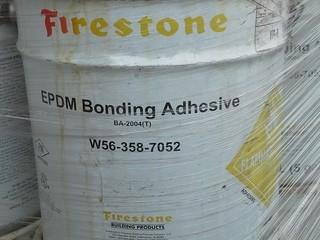 Firestone
EPDM Bonding Adhesive
BA-2004(T)
W56-358-7052
Firestone
BUILDING PRODUCTS